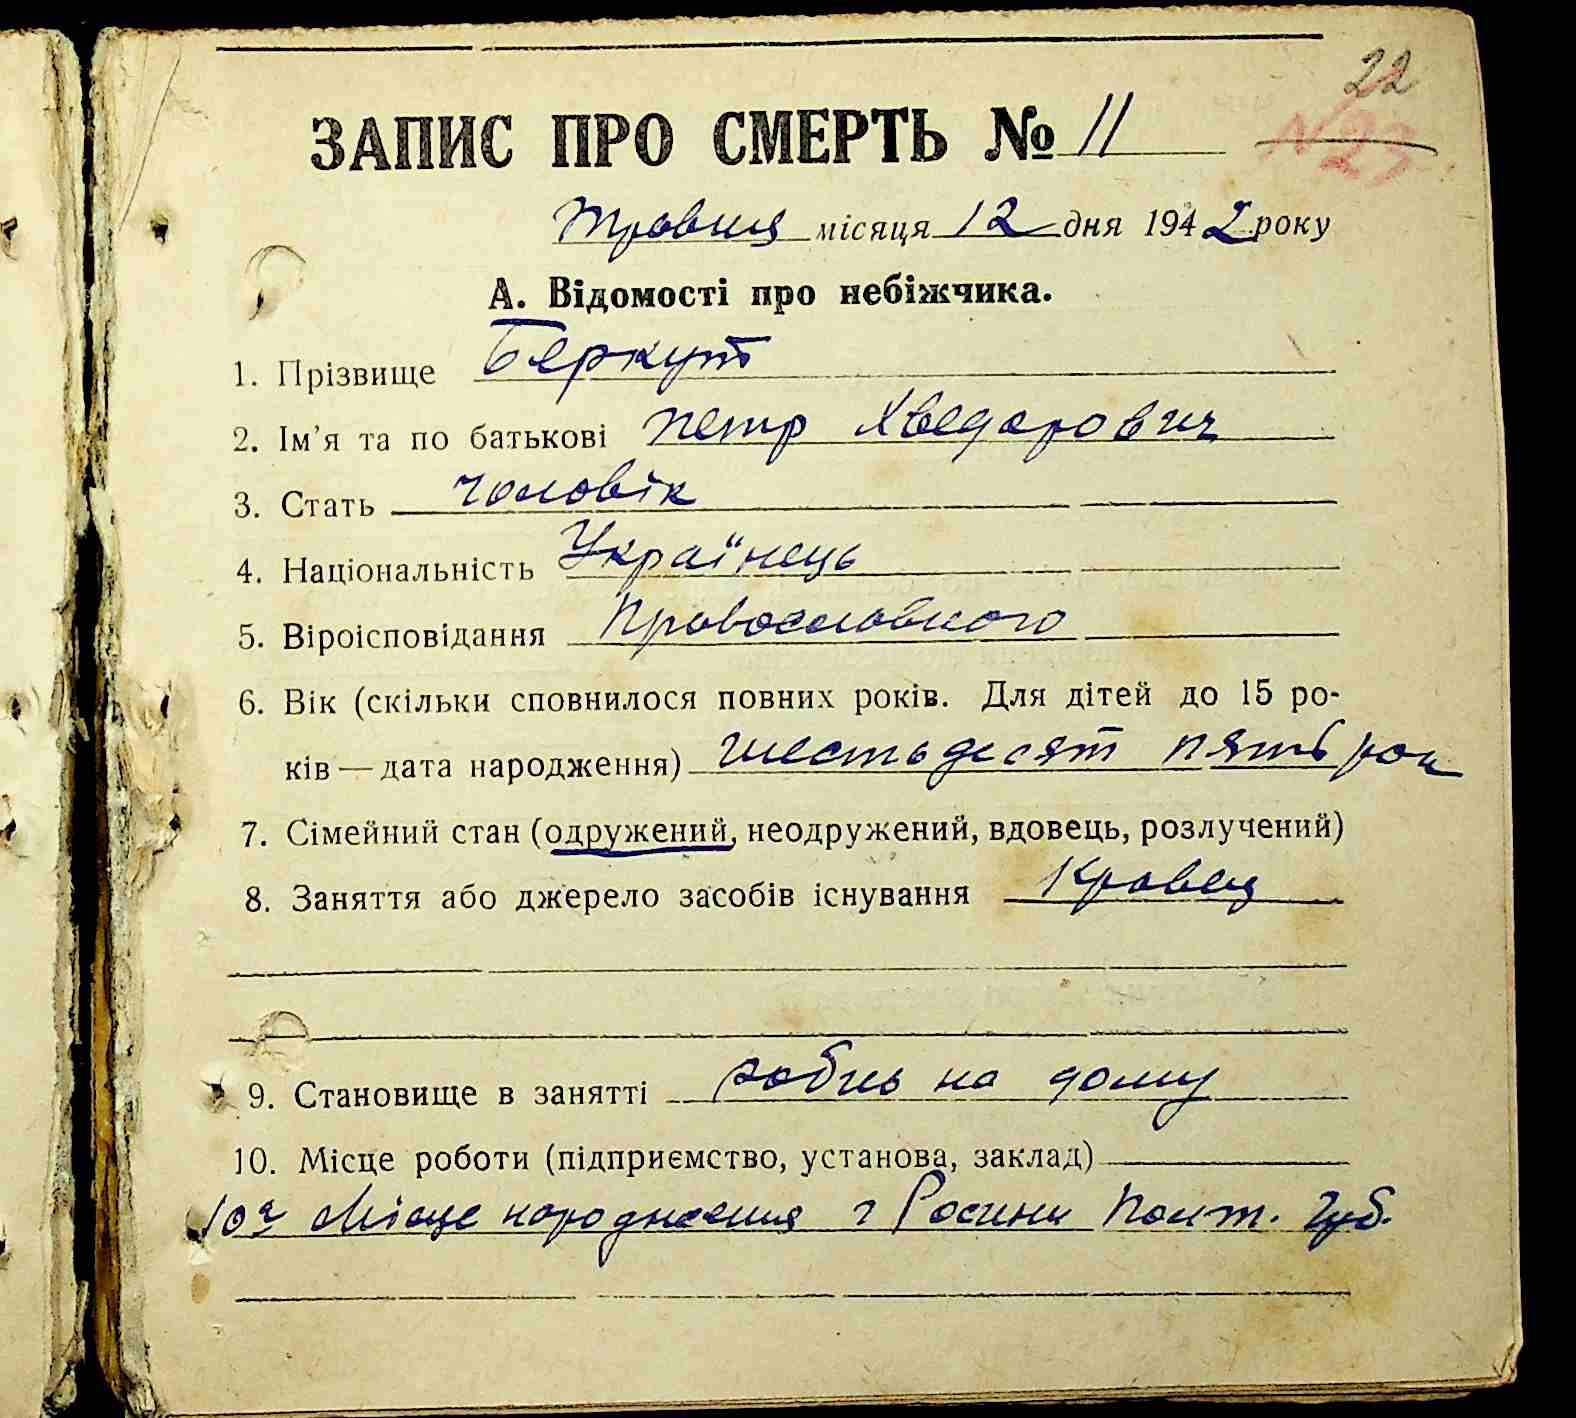 22
№23
ЗАПИС ПРО СМЕРТЬ № 11
Травня місяця 12 дня 1942 року
А. Відомості про небіжчика.
1. Прізвище Беркут
2. Ім'я та по батькові Петр Хведорович
3. Стать чоловік
4. Національність Українець
5. Віроісповідання Православного
6. Вік (скільки сповнилося повних років. Для дітей до 15 ро-
ків — дата народження) шестьдесят пять рок
7. Сімейний стан (одружений, неодружений, вдовець, розлучений)
8. Заняття або джерело засобів існування Кравец
9. Становище в занятті робив на дому
10. Місце роботи (підприємство, установа, заклад)
10а Місце народження г Полт. губ.